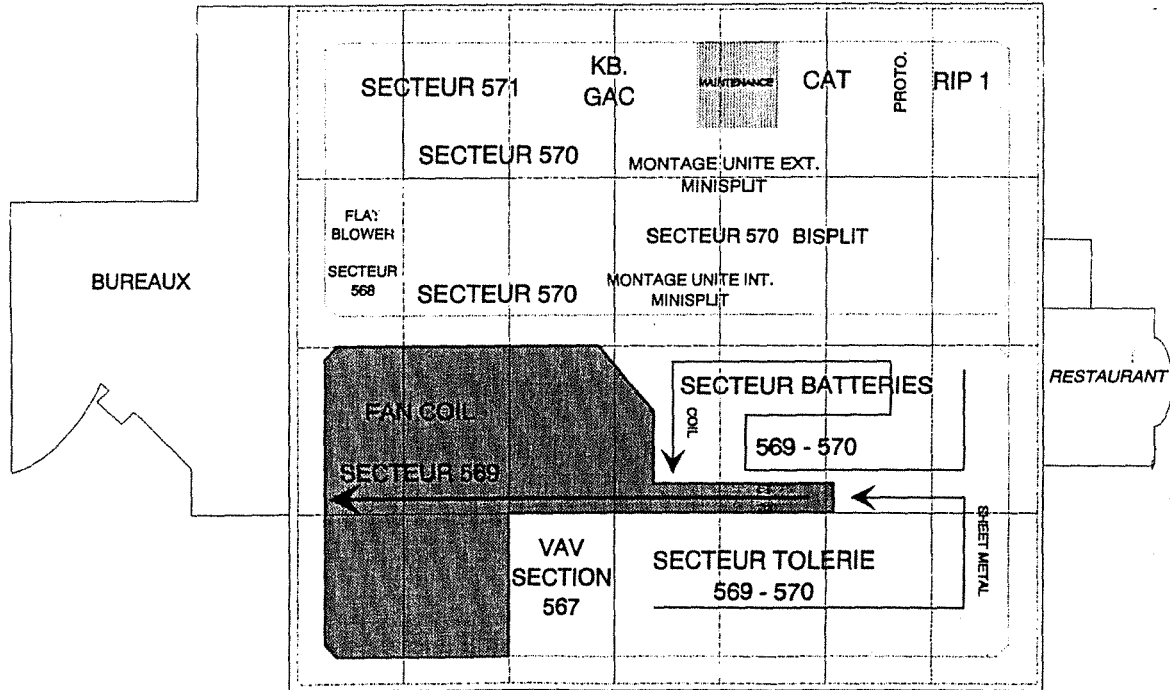 SECTEUR 571
KB.
GAC
MAINTENANCE
CAT
PROTO.
RIP 1
SECTEUR 570
MONTAGE UNITE EXT.
MINISPLIT
FLAT
BLOWER
SECTEUR
568
SECTEUR 570 BISPLIT
SECTEUR 570
MONTAGE UNITE INT.
MINISPLIT
BUREAUX
RESTAURANT
FAN COIL
SECTEUR 569
SECTEUR BATTERIES
COIL
569 - 570
VAV
SECTION
567
SECTEUR TOLERIE
569 - 570
SHEET METAL